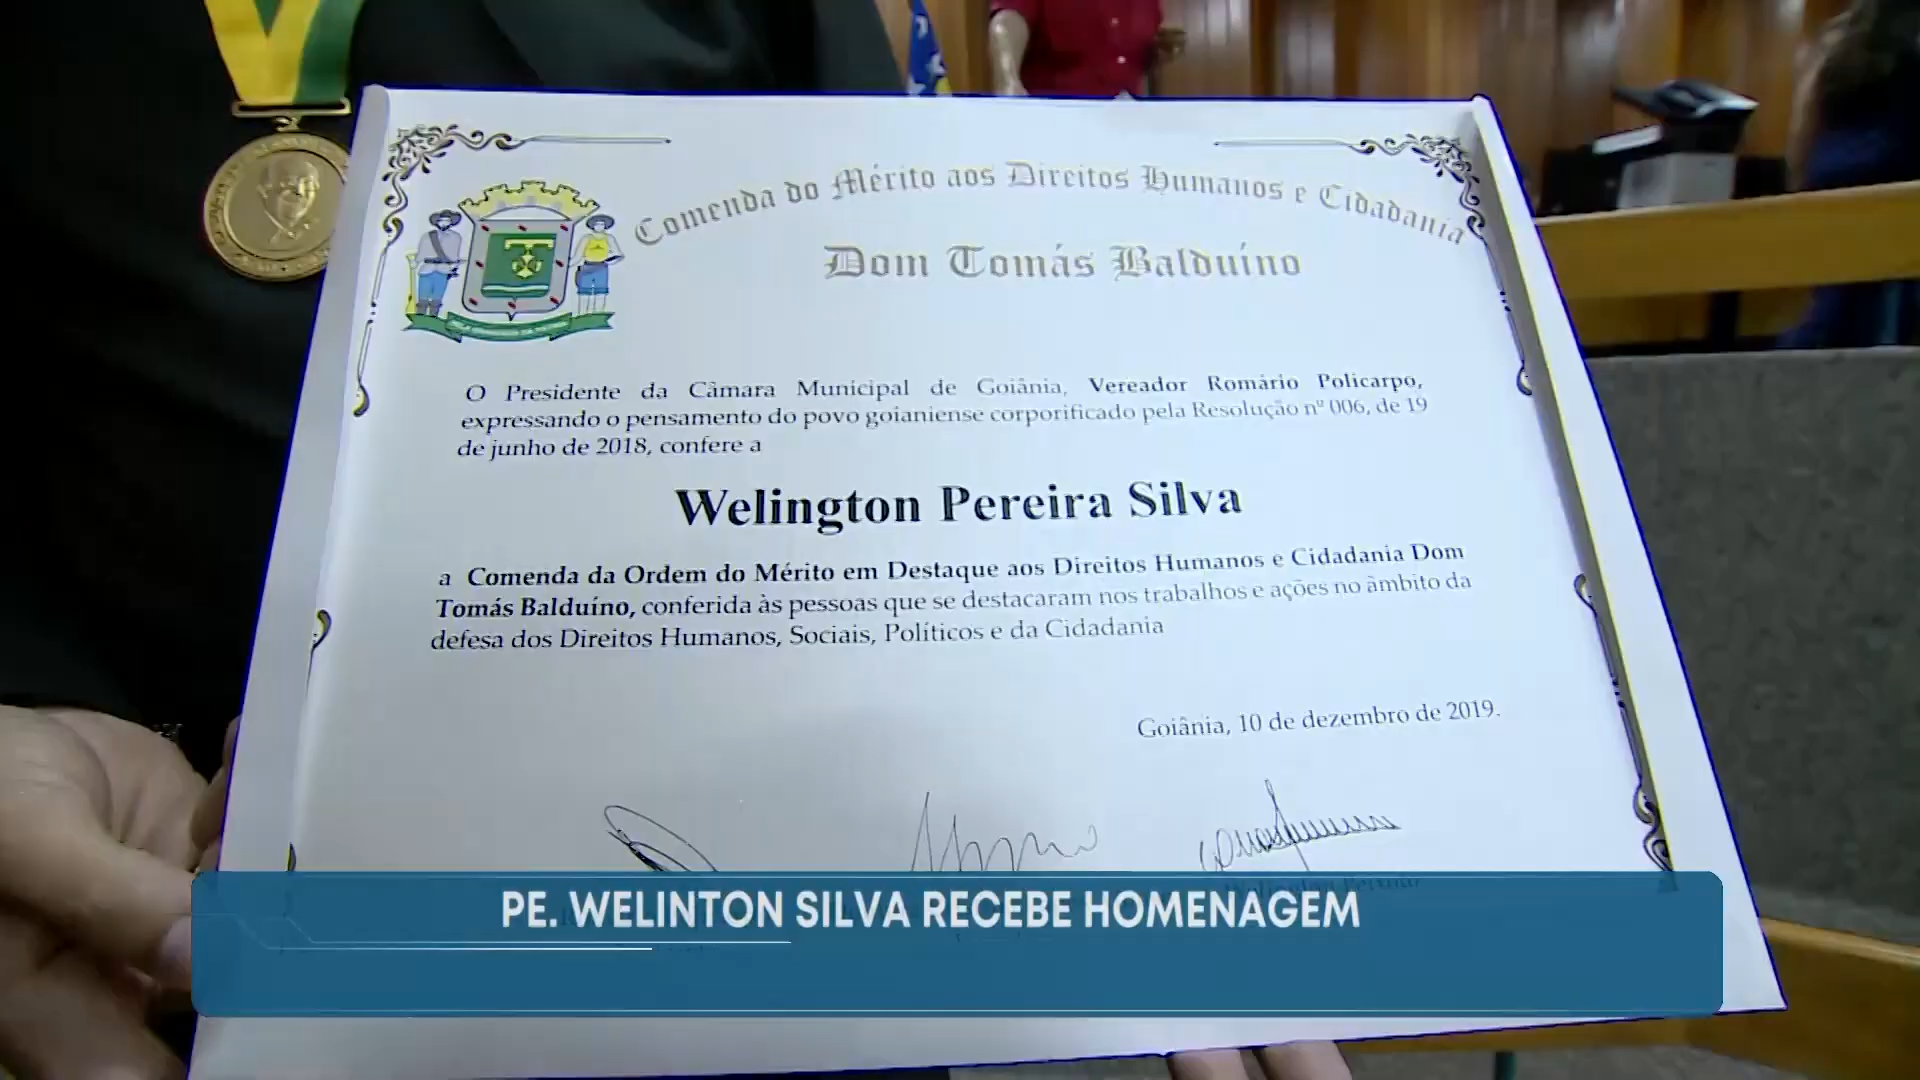 Comenda do Mérito aos Direitos Humanos e Cidadania
Dom Tomás Balduíno
O Presidente da Câmara Municipal de Goiânia, Vereador Romário Policarpo,
expressando o pensamento do povo goianiense corporificado pela Resolução nº 006, de 19
de junho de 2018, confere a
Welington Pereira Silva
a Comenda da Ordem do Mérito em Destaque aos Direitos Humanos e Cidadania Dom
Tomás Balduíno, conferida às pessoas que se destacaram nos trabalhos e ações no âmbito da
defesa dos Direitos Humanos, Sociais, Políticos e da Cidadania
Goiânia, 10 de dezembro de 2019.
PE. WELINTON SILVA RECEBE HOMENAGEM